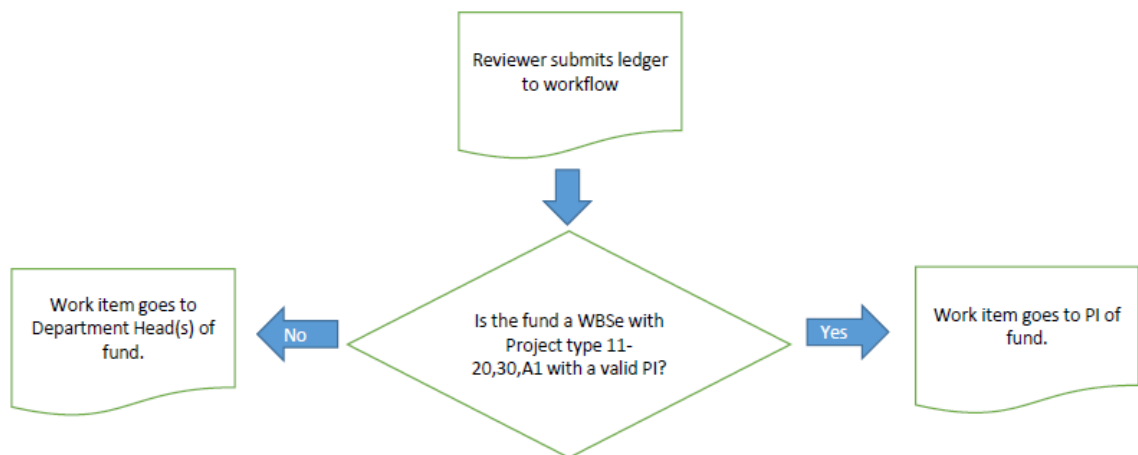 Reviewer submits ledger
to workflow
Work item goes to
Department Head(s) of
fund.
No
Is the fund a WBSe with
Project type 11-
20,30,A1 with a valid PI?
Yes
Work item goes to PI of
fund.